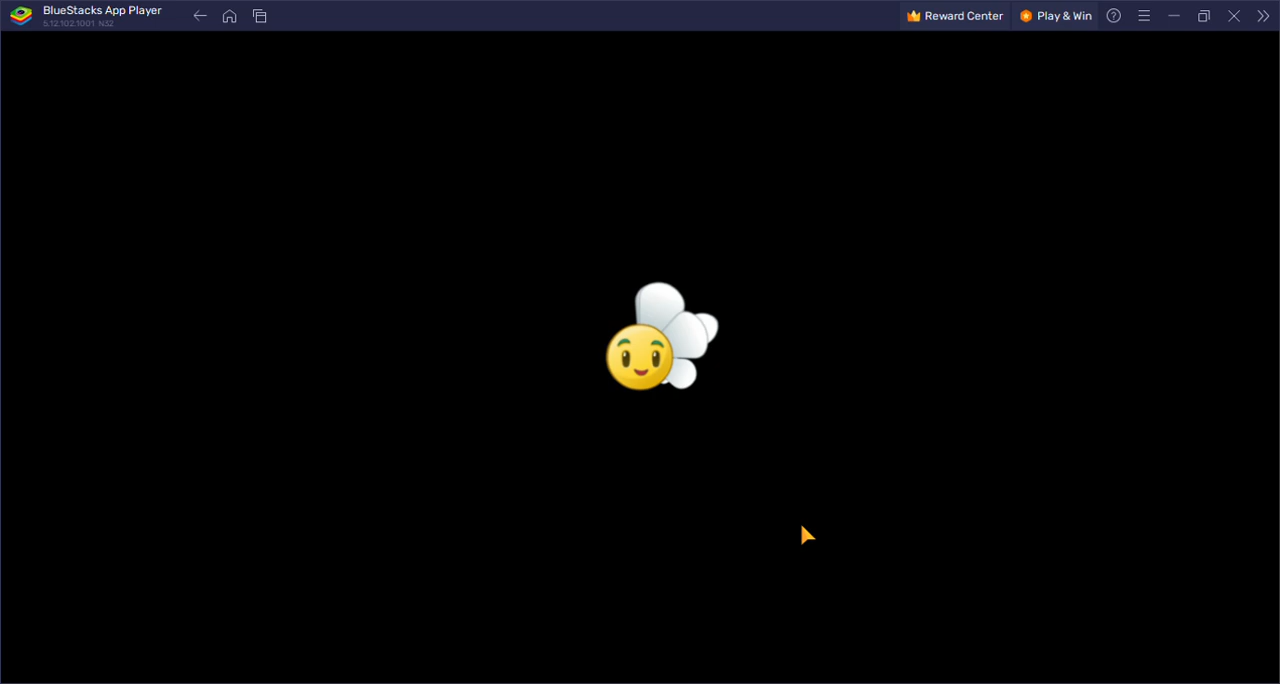 BlueStacks App Player
5.12.102.1001 N32
Reward Center
Play & Win